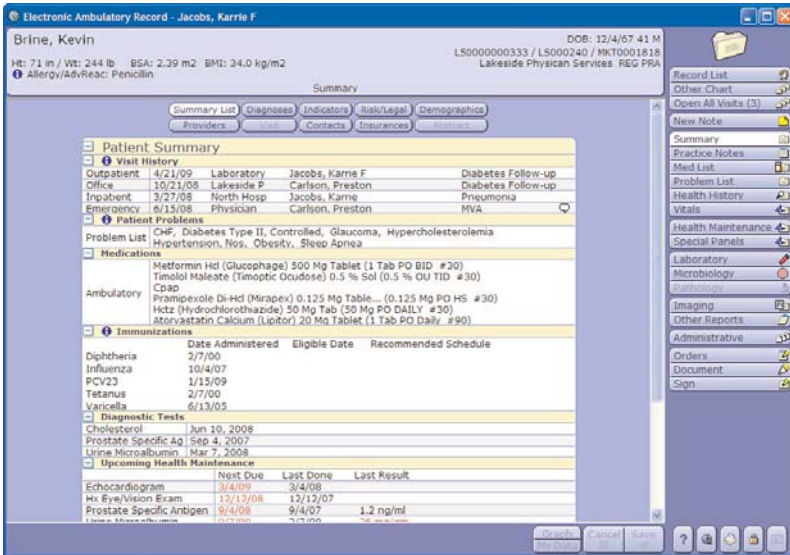 Electronic Ambulatory Record - Jacobs, Karrie F
Brine, Kevin
DOB: 12/4/67 41 M
LS0000000333 / LS000240 / MKT0001818
Ht: 71 in / Wt: 244 lb BSA: 2.39 m2 BMI: 34.0 kg/m2
Lakeside Physican Services REG PRA
Allergy/AdvReac: Penicillin
Summary
Summary List Diagnoses Indicators Risk/Legal Demographics
Providers Visit Contacts Insurances Abstract
Patient Summary
Visit History
Outpatient 4/21/09 Laboratory Jacobs, Karrie F Diabetes Follow-up
Office 10/21/08 Lakeside P Carlson, Preston Diabetes Follow-up
Inpatient 3/27/08 North Hosp Jacobs, Karrie Pneumonia
Emergency 6/15/08 Physician Carlson, Preston MVA
Patient Problems
Problem List CHF, Diabetes Type II, Controlled, Glaucoma, Hypercholesterolemia
Hypertension, Nos, Obesity, Sleep Apnea
Medications
Ambulatory
Metformin Hcl (Glucophage) 500 Mg Tablet (1 Tab PO BID #30)
Timolol Maleate (Timoptic Ocudose) 0.5 % Sol (0.5 % OU TID #30)
Cpap
Pramipexole Di-Hcl (Mirapex) 0.125 Mg Table... (0.125 Mg PO HS #30)
Hctz (Hydrochlorothiazide) 50 Mg Tab (50 Mg PO DAILY #30)
Atorvastatin Calcium (Lipitor) 20 Mg Tablet (1 Tab PO Daily #90)
Immunizations
Date Administered Eligible Date Recommended Schedule
Diphtheria 2/7/00
Influenza 10/4/07
PCV23 1/15/09
Tetanus 2/7/00
Varicella 6/13/05
Diagnostic Tests
Cholesterol Jun 10, 2008
Prostate Specific Ag Sep 4, 2007
Urine Microalbumin Mar 7, 2008
Upcoming Health Maintenance
Next Due Last Done Last Result
Echocardiogram 3/4/09 3/4/08
Hx Eye/Vision Exam 12/12/08 12/12/07
Prostate Specific Antigen 9/4/08 9/4/07 1.2 ng/ml
Record List
Other Chart
Open All Visits (3)
New Note
Summary
Practice Notes
Med List
Problem List
Health History
Vitals
Health Maintenance
Special Panels
Laboratory
Microbiology
Pathology
Imaging
Other Reports
Administrative
Orders
Document
Sign
Graph My Data
Cancel
Save